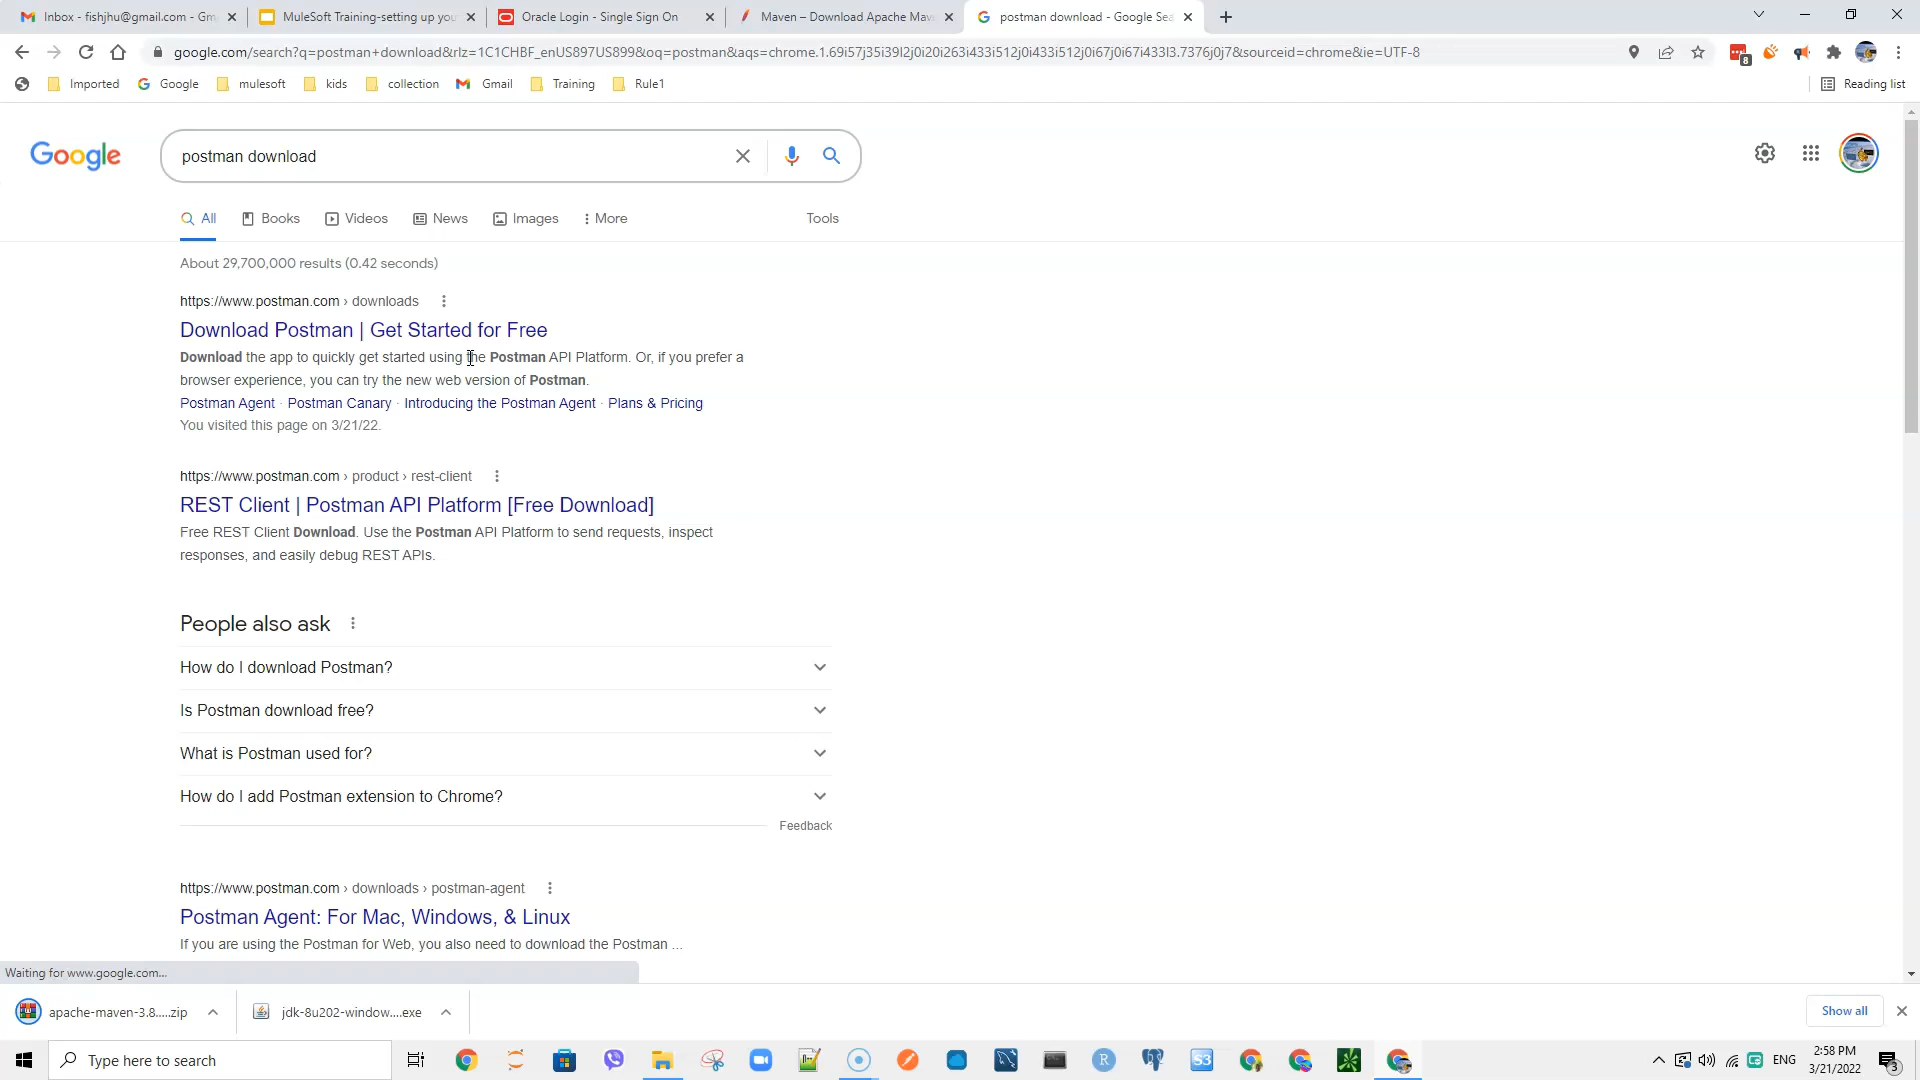 Inbox - fishjhu@gmail.com - Gm
MuleSoft Training-setting up you
Oracle Login - Single Sign On
Maven – Download Apache Mav
postman download - Google Sea
google.com/search?q=postman+download&rlz=1C1CHBF_enUS897US899&oq=postman&aqs=chrome.1.69i57j35i39l2j0i20i263i433i512j0i433i512j0i67j0i67i433l3.7376j0j7&sourceid=chrome&ie=UTF-8
8
Imported
Google
mulesoft
kids
collection
Gmail
Training
Rule1
Reading list
Google
postman download
All
Books
Videos
News
Images
More
Tools
About 29,700,000 results (0.42 seconds)
https://www.postman.com › downloads
Download Postman | Get Started for Free
Download the app to quickly get started using the Postman API Platform. Or, if you prefer a
browser experience, you can try the new web version of Postman.
Postman Agent · Postman Canary · Introducing the Postman Agent · Plans & Pricing
You visited this page on 3/21/22.
https://www.postman.com › product › rest-client
REST Client | Postman API Platform [Free Download]
Free REST Client Download. Use the Postman API Platform to send requests, inspect
responses, and easily debug REST APIs.
People also ask
How do I download Postman?
Is Postman download free?
What is Postman used for?
How do I add Postman extension to Chrome?
Feedback
https://www.postman.com › downloads › postman-agent
Postman Agent: For Mac, Windows, & Linux
If you are using the Postman for Web, you also need to download the Postman ...
Waiting for www.google.com...
apache-maven-3.8.....zip
jdk-8u202-window....exe
Show all
Type here to search
R
S3
ENG
2:58 PM
3/21/2022
3